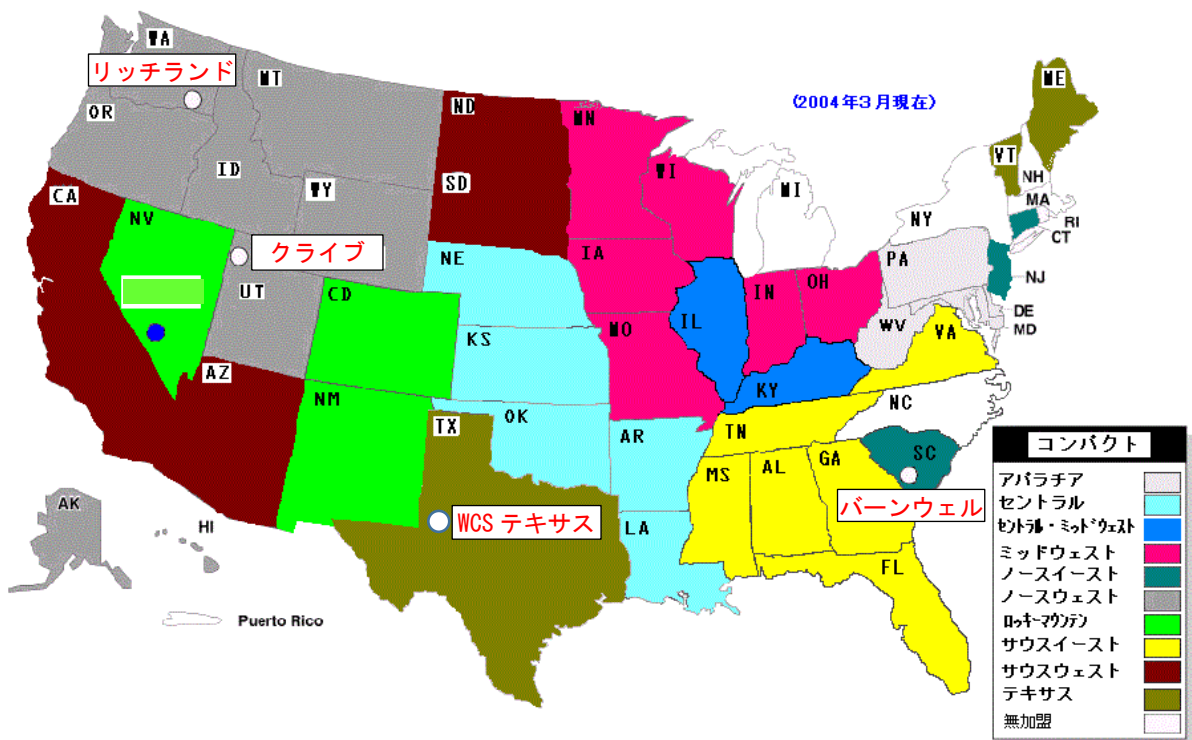 WA
リッチランド
MT
OR
ID
WY
ND
SD
CA
NV
クライブ
UT
CD
AZ
NM
NE
KS
OK
TX
WCS テキサス
MN
WI
IA
MO
IL
IN
OH
MI
KY
(2004年3月現在)
ME
VT
NH
MA
RI
CT
NY
PA
NJ
DE
MD
WV
VA
NC
TN
SC
バーンウェル
AR
LA
MS
AL
GA
FL
AK
HI
Puerto Rico
コンパクト
アパラチア
セントラル
セントラル・ミッドウェスト
ミッドウェスト
ノースイースト
ノースウェスト
ロッキーマウンテン
サウスイースト
サウスウェスト
テキサス
無加盟